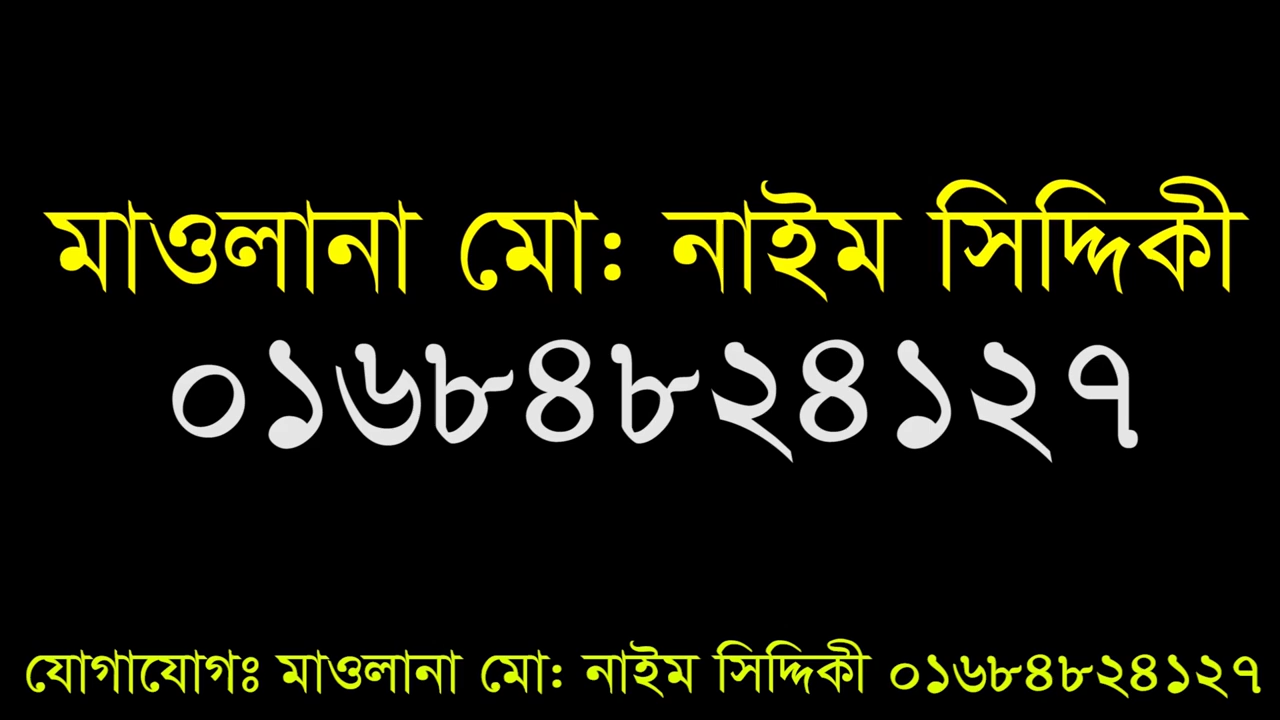 মাওলানা মো: নাইম সিদ্দিকী
০১৬৮৪৮২৪১২৭
যোগাযোগঃ মাওলানা মো: নাইম সিদ্দিকী ০১৬৮৪৮২৪১২৭